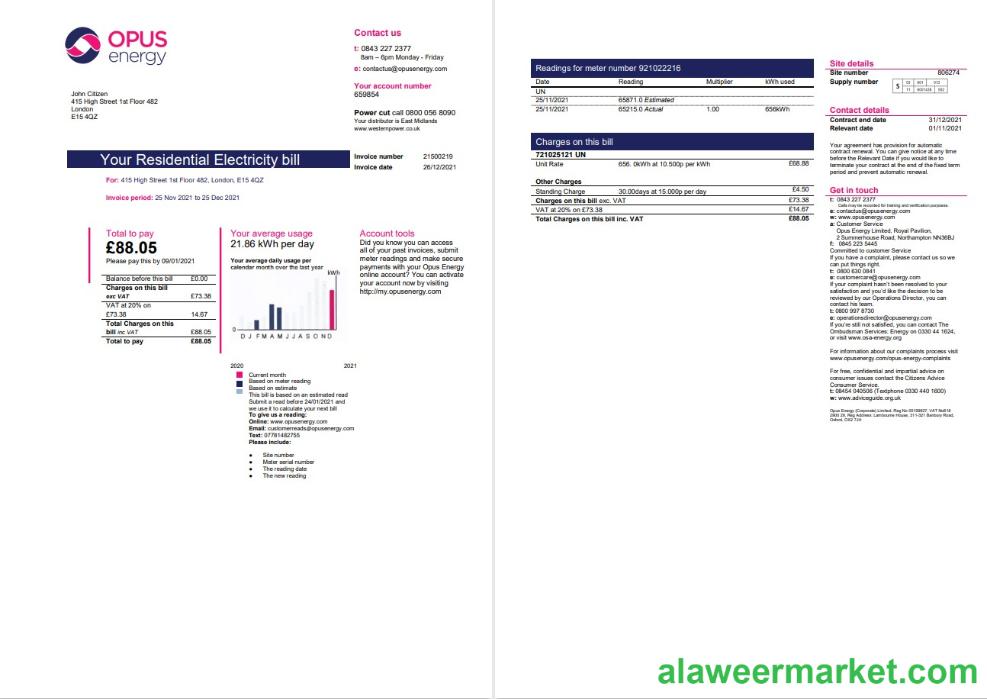 OPUS
energy
John Citizen
415 High Street 1st Floor 482
London
E15 4QZ
Contact us
t: 0843 227 2377
8am – 6pm Monday - Friday
e: contactus@opusenergy.com
Your account number
659854
Power cut call 0800 056 8090
Your distributor is East Midlands
www.westernpower.co.uk
Your Residential Electricity bill
Invoice number 21500219
Invoice date 26/12/2021
For: 415 High Street 1st Floor 482, London, E15 4QZ
Invoice period: 25 Nov 2021 to 25 Dec 2021
Total to pay
£88.05
Please pay this by 09/01/2021
Balance before this bill £0.00
Charges on this bill
exc VAT £73.38
VAT at 20% on
£73.38 14.67
Total Charges on this
bill inc VAT £88.05
Total to pay £88.05
Your average usage
21.86 kWh per day
Your average daily usage per
calendar month over the last year
kWh
0
D J F M A M J J A S O N D
2020 2021
Current month
Based on meter reading
Based on estimate
This bill is based on an estimated read
Submit a read before 24/01/2021 and
we use it to calculate your next bill
To give us a reading:
Online: www.opusenergy.com
Email: customerreads@opusenergy.com
Text: 07781482755
Please include:
● Site number
● Meter serial number
● The reading date
● The new reading
Account tools
Did you know you can access
all of your past invoices, submit
meter readings and make secure
payments with your Opus Energy
online account? You can activate
your account now by visiting
http://my.opusenergy.com
Readings for meter number 921022216
Date Reading Multiplier kWh used
UN
25/11/2021 65871.0 Estimated
25/11/2021 65215.0 Actual 1.00 656kWh
Charges on this bill
721025121 UN
Unit Rate 656. 0kWh at 10.500p per kWh £68.88
Other Charges
Standing Charge 30.00days at 15.000p per day £4.50
Charges on this bill exc. VAT £73.38
VAT at 20% on £73.38 £14.67
Total Charges on this bill inc. VAT £88.05
Site details
Site number 806274
Supply number
S
Contract details
Contract end date 31/12/2021
Relevant date 01/11/2021
Your agreement has provision for automatic
contract renewal. You can give notice at any time
before the Relevant Date if you would like to
terminate your contract at the end of the fixed term
period and prevent automatic renewal.
Get in touch
t: 0843 227 2377
Calls may be recorded for training and verification purposes.
e: contactus@opusenergy.com
w: www.opusenergy.com
a: Customer Service
Opus Energy Limited, Royal Pavilion,
2 Summerhouse Road, Northampton NN36BJ
f: 0845 223 5445
Committed to customer Service
If you have a complaint, please contact us so we
can put things right.
t: 0800 630 0841
e: customercare@opusenergy.com
If your complaint hasn't been resolved to your
satisfaction and you'd like the decision to be
reviewed by our Operations Director, you can
contact his team.
t: 0800 997 8730
e: operationsdirector@opusenergy.com
If you're still not satisfied, you can contact The
Ombudsman Services: Energy on 0330 44 1624,
or visit www.osa-energy.org
For information about our complaints process visit
www.opusenergy.com/opus-energy-complaints
For free, confidential and impartial advice on
consumer issues contact the Citizens Advice
Consumer Service.
t: 08454 040506 (Textphone 0330 440 1600)
w: www.adviceguide.org.uk
alaweermarket.com